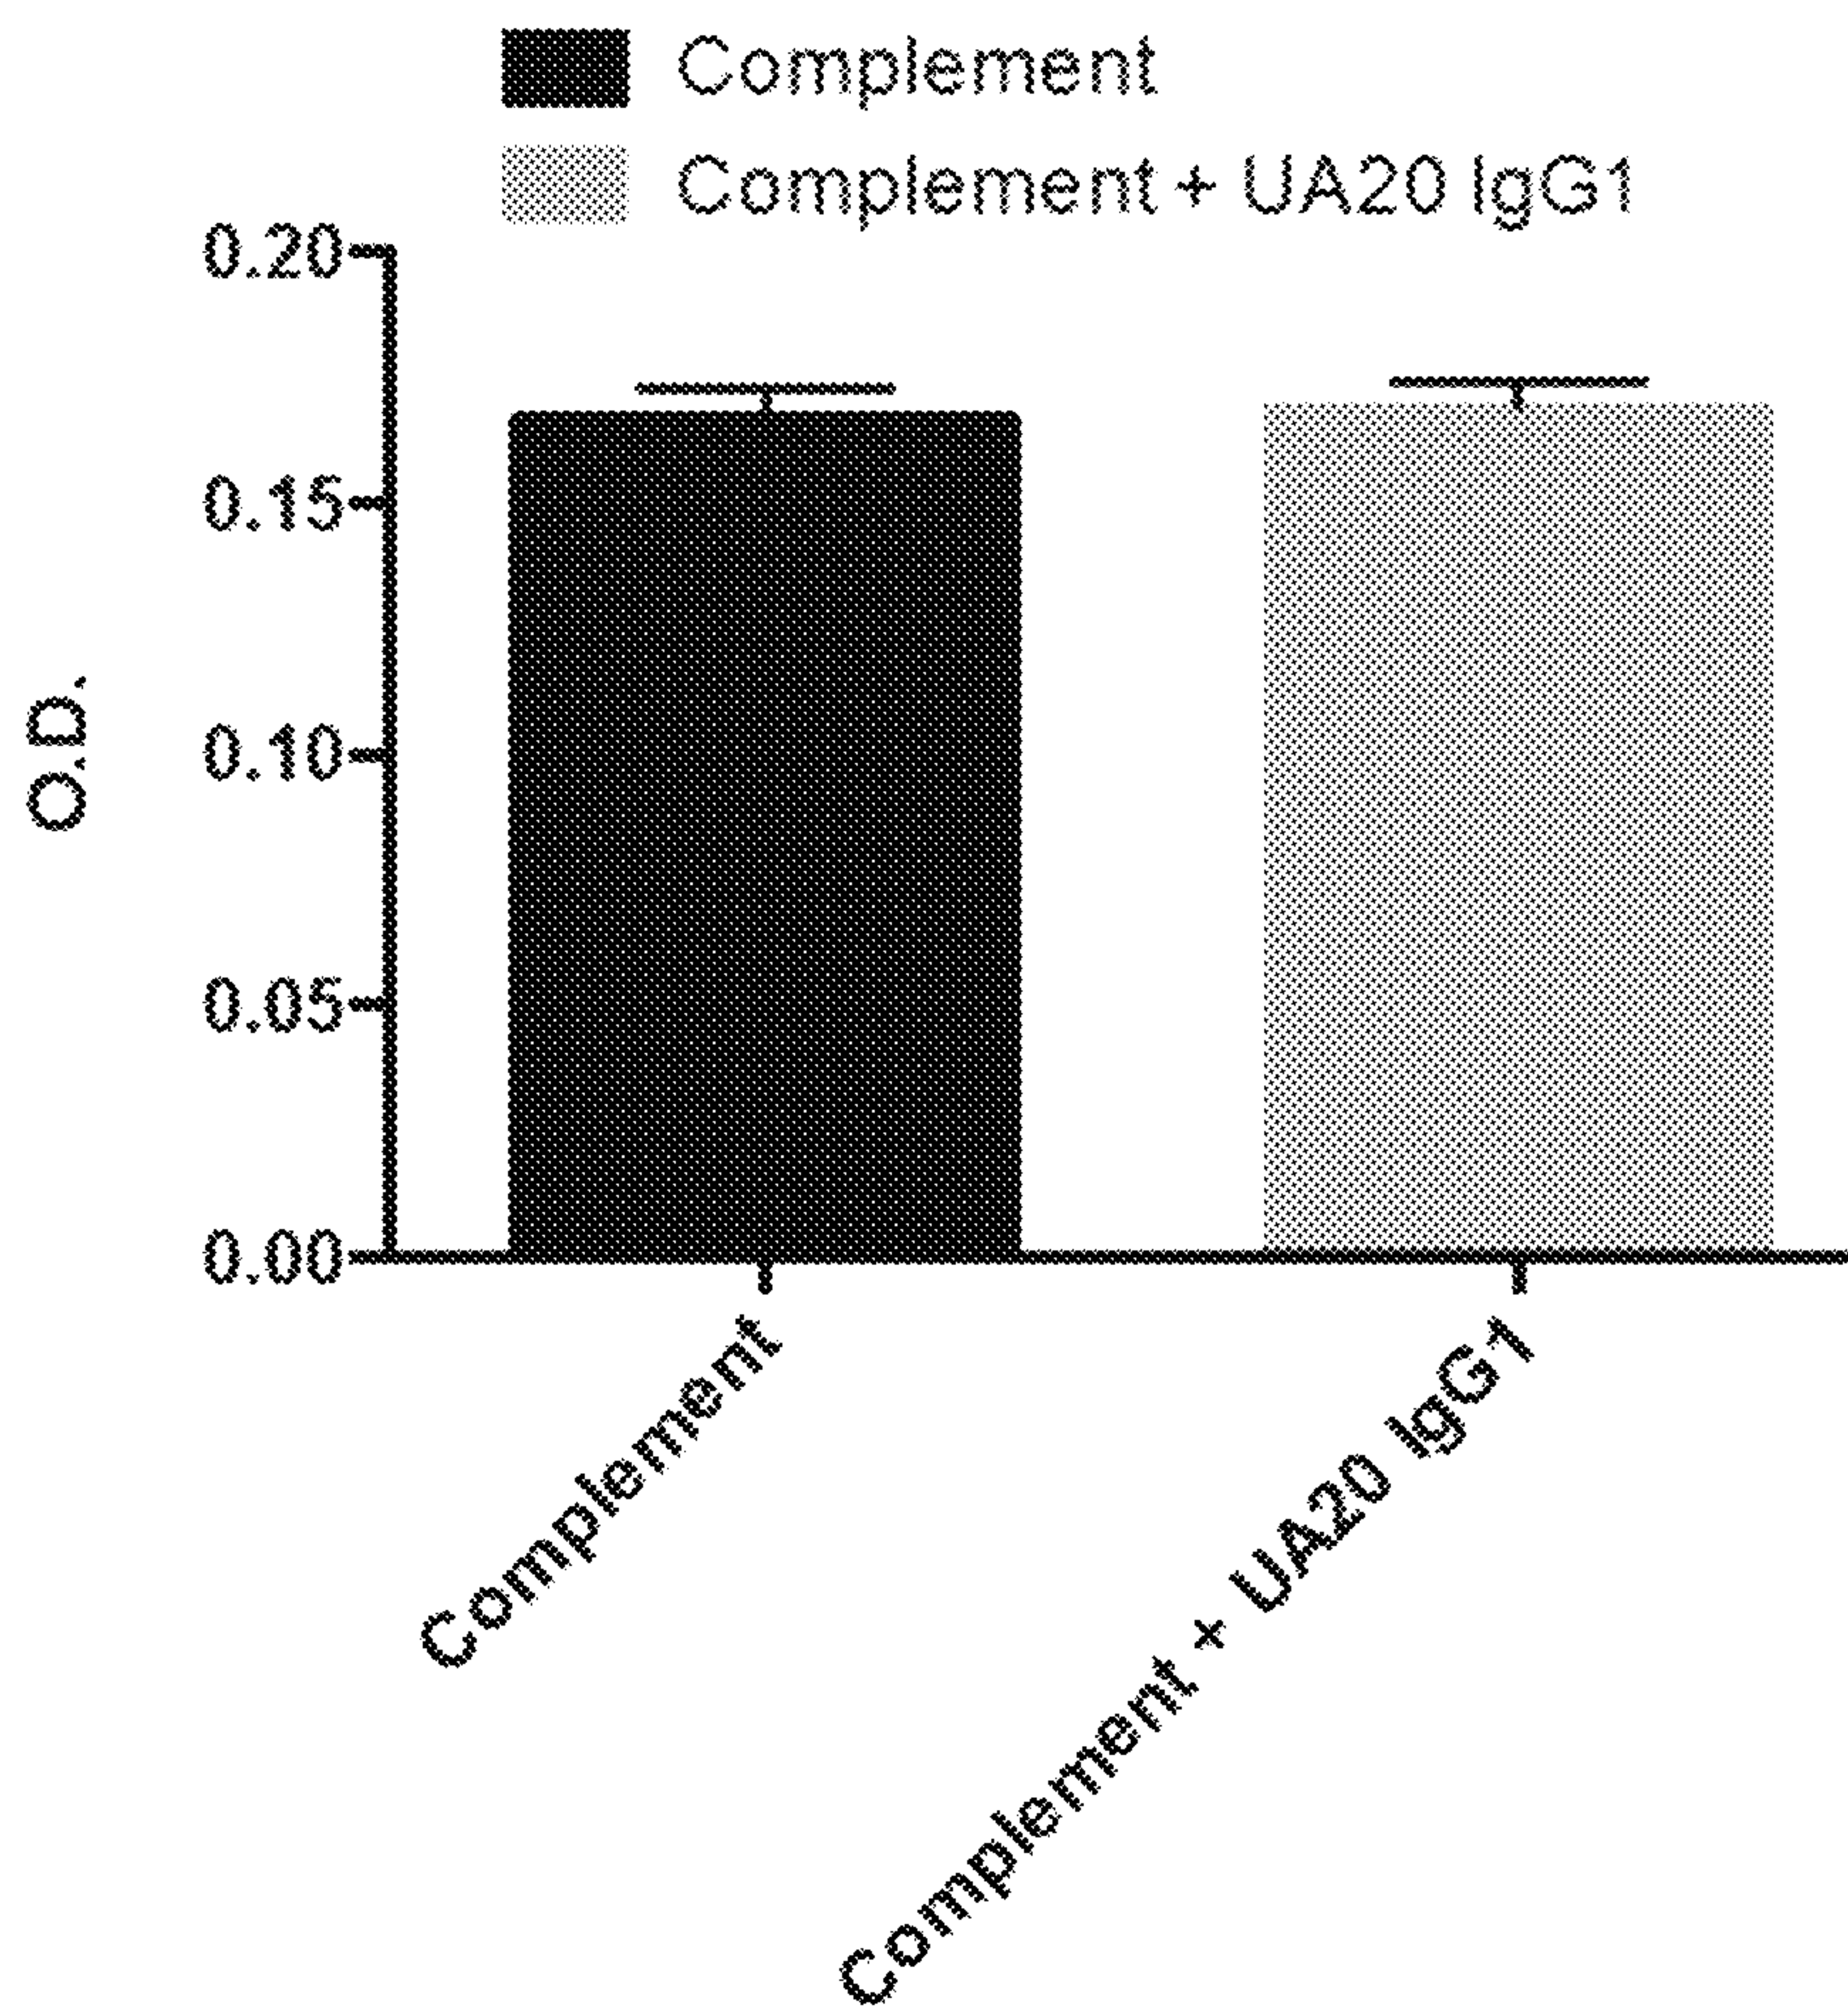 Complement
Complement + UA20 IgG1
0.20
0.15
0.10
0.05
0.00
O.D.
Complement
Complement + UA20 IgG1